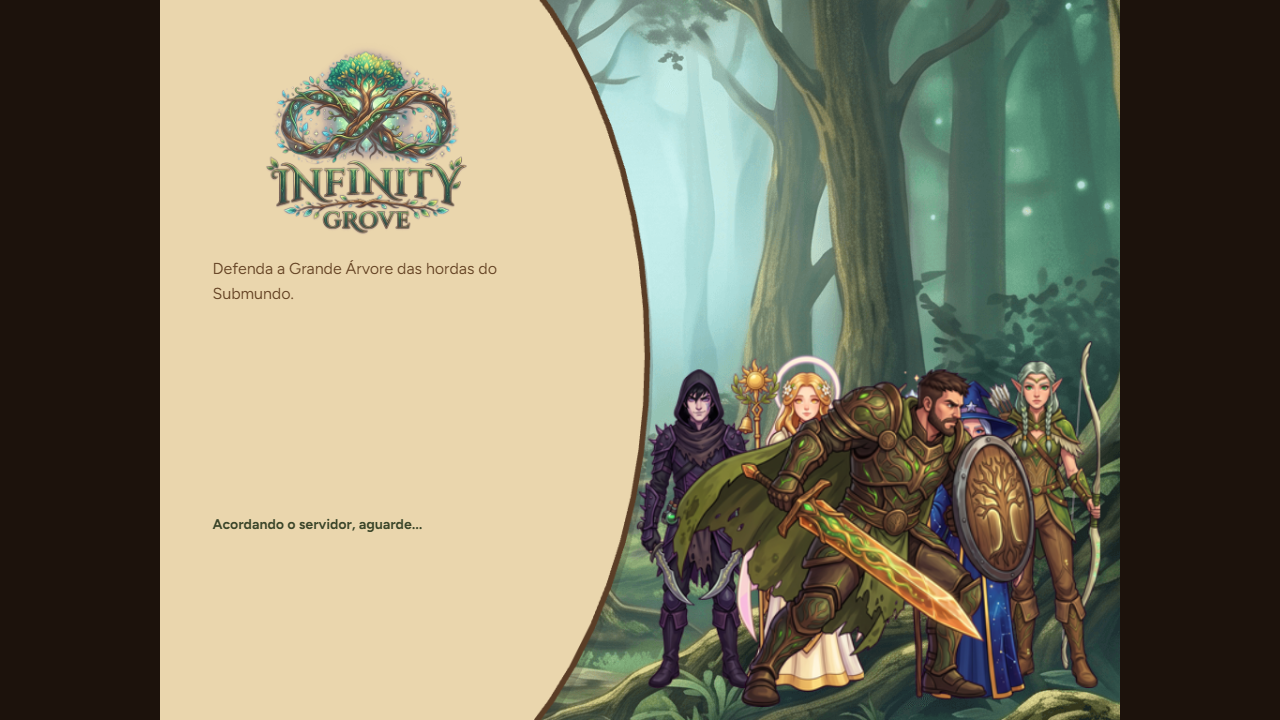 INFINITY
GROVE
Defenda a Grande Árvore das hordas do
Submundo.
Acordando o servidor, aguarde...